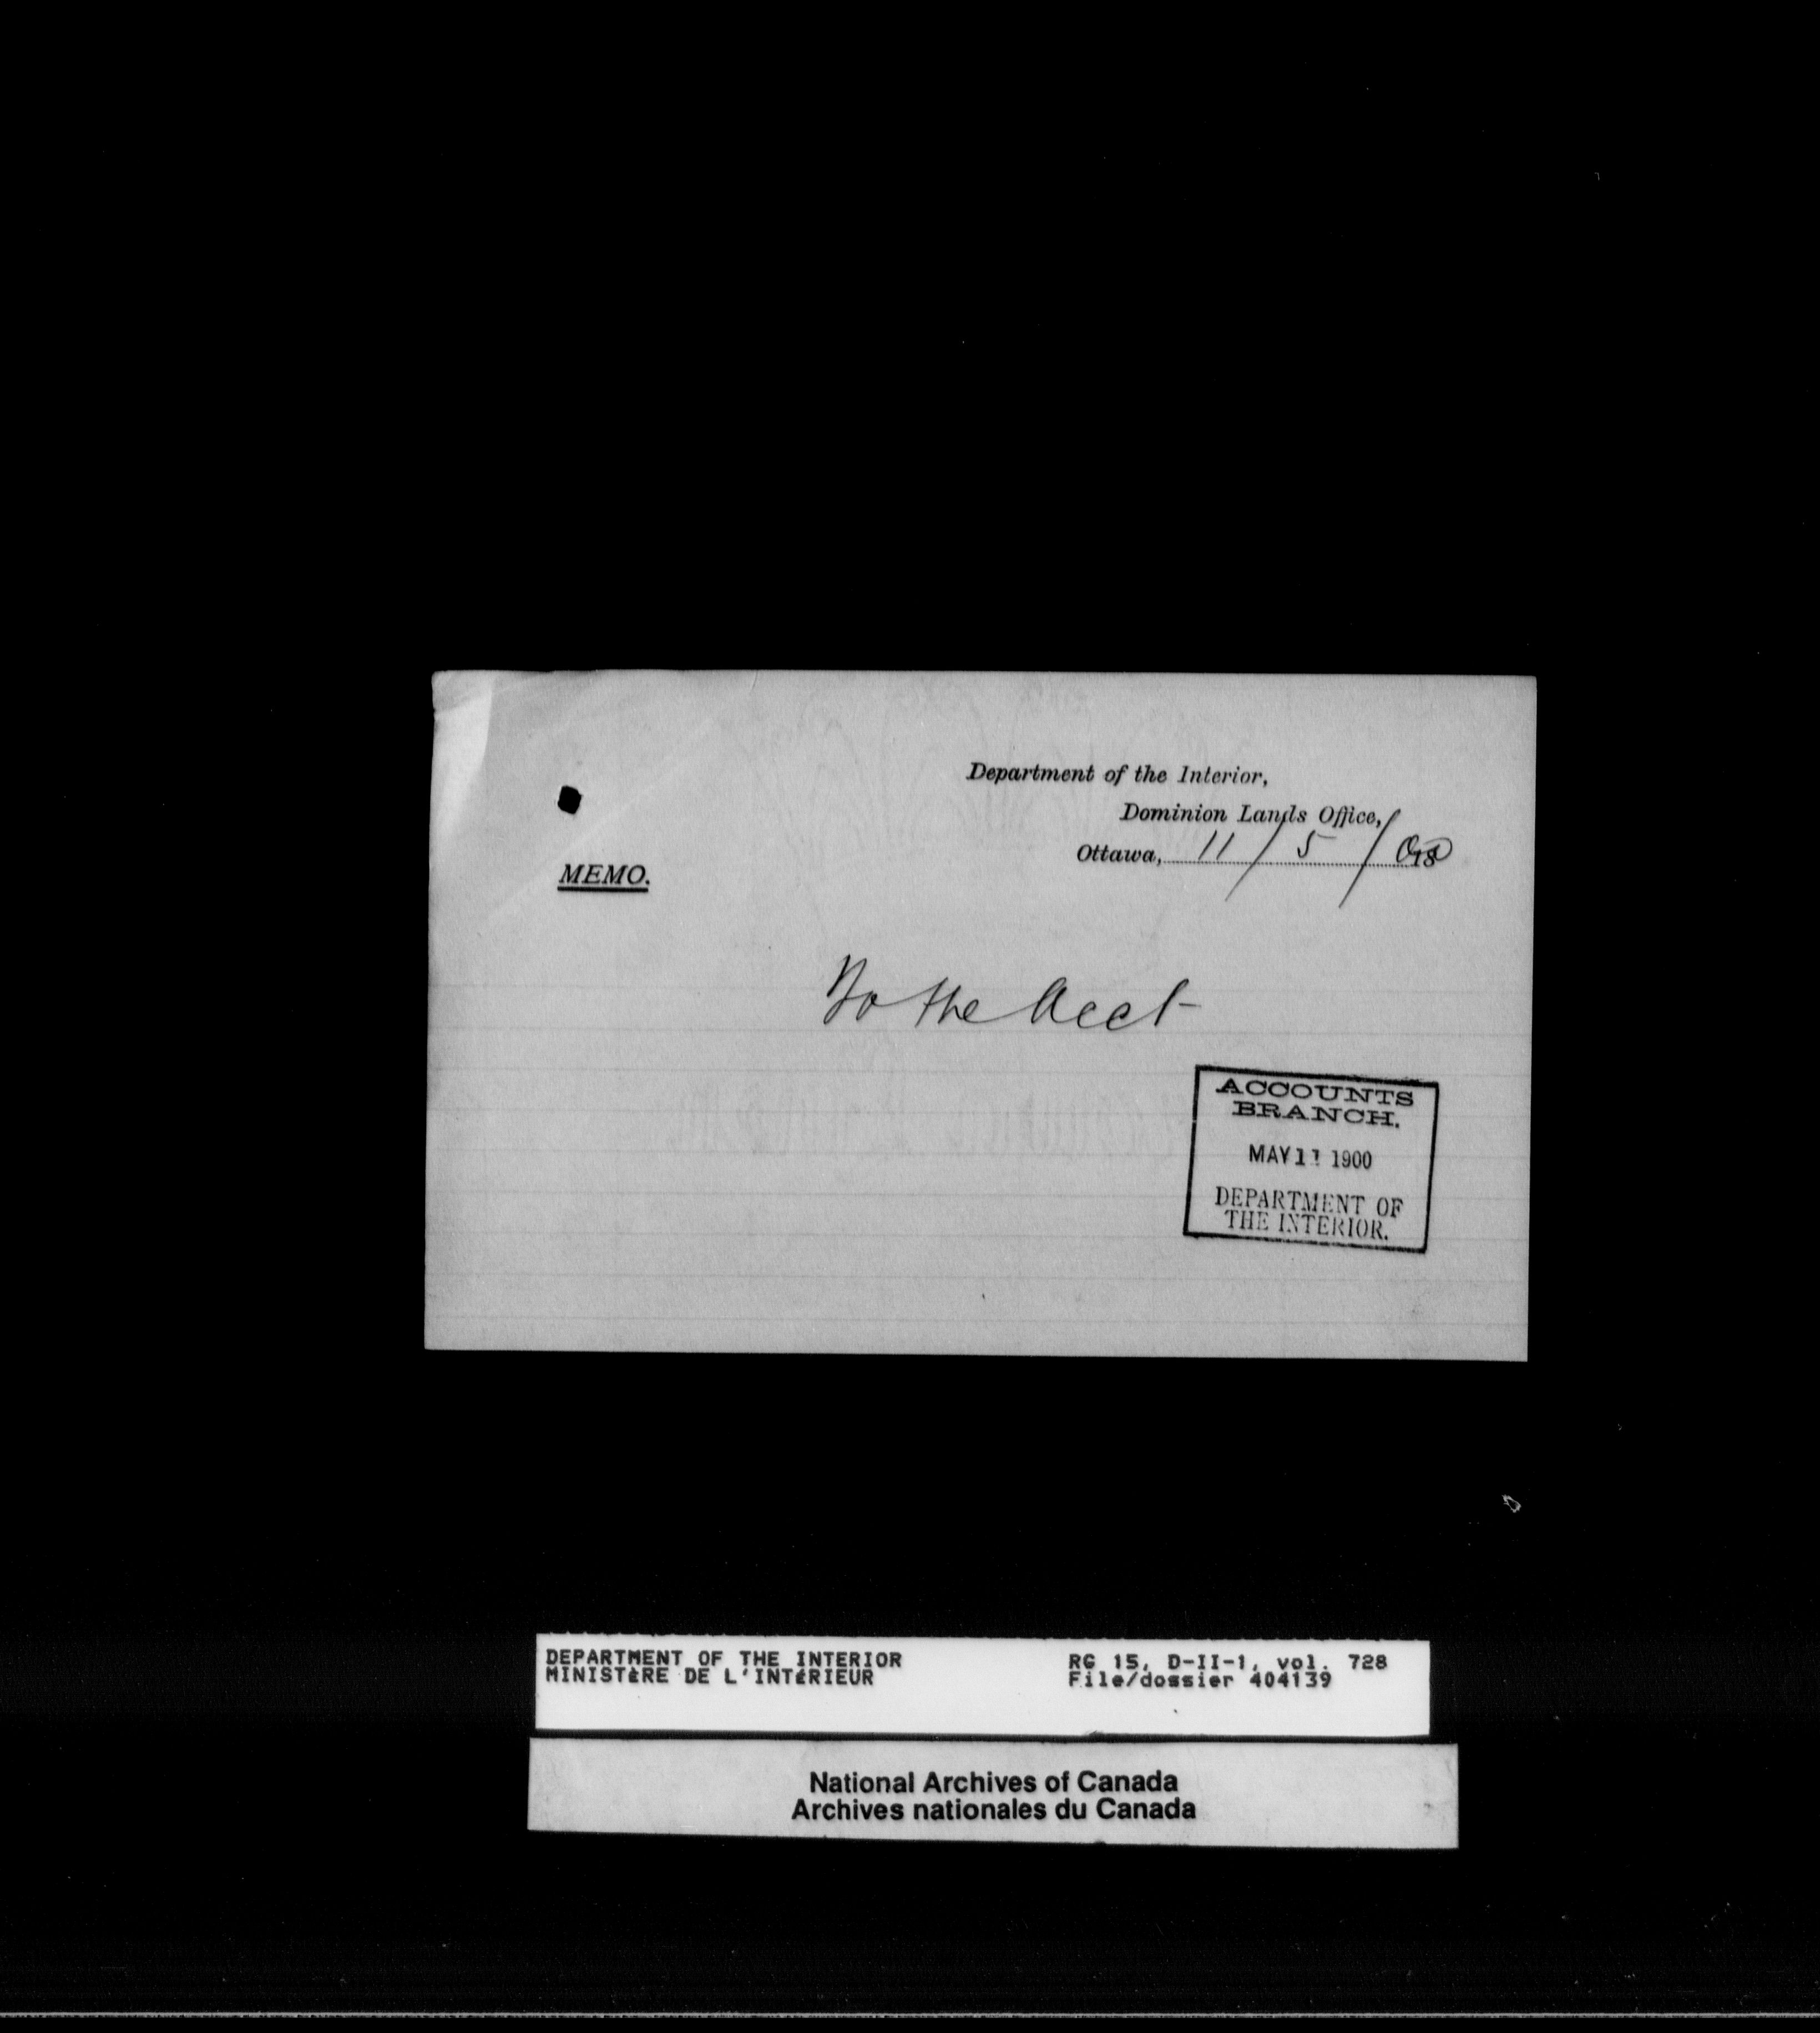 Department of the Interior,
Dominion Lands Office,
Ottawa, 11/5/00 18
MEMO.
To the Acct
ACCOUNTS
BRANCH.
MAY 11 1900
DEPARTMENT OF
THE INTERIOR.
DEPARTMENT OF THE INTERIOR
MINISTÈRE DE L'INTÉRIEUR
RG 15, D-II-1, vol. 728
File/dossier 404139
National Archives of Canada
Archives nationales du Canada